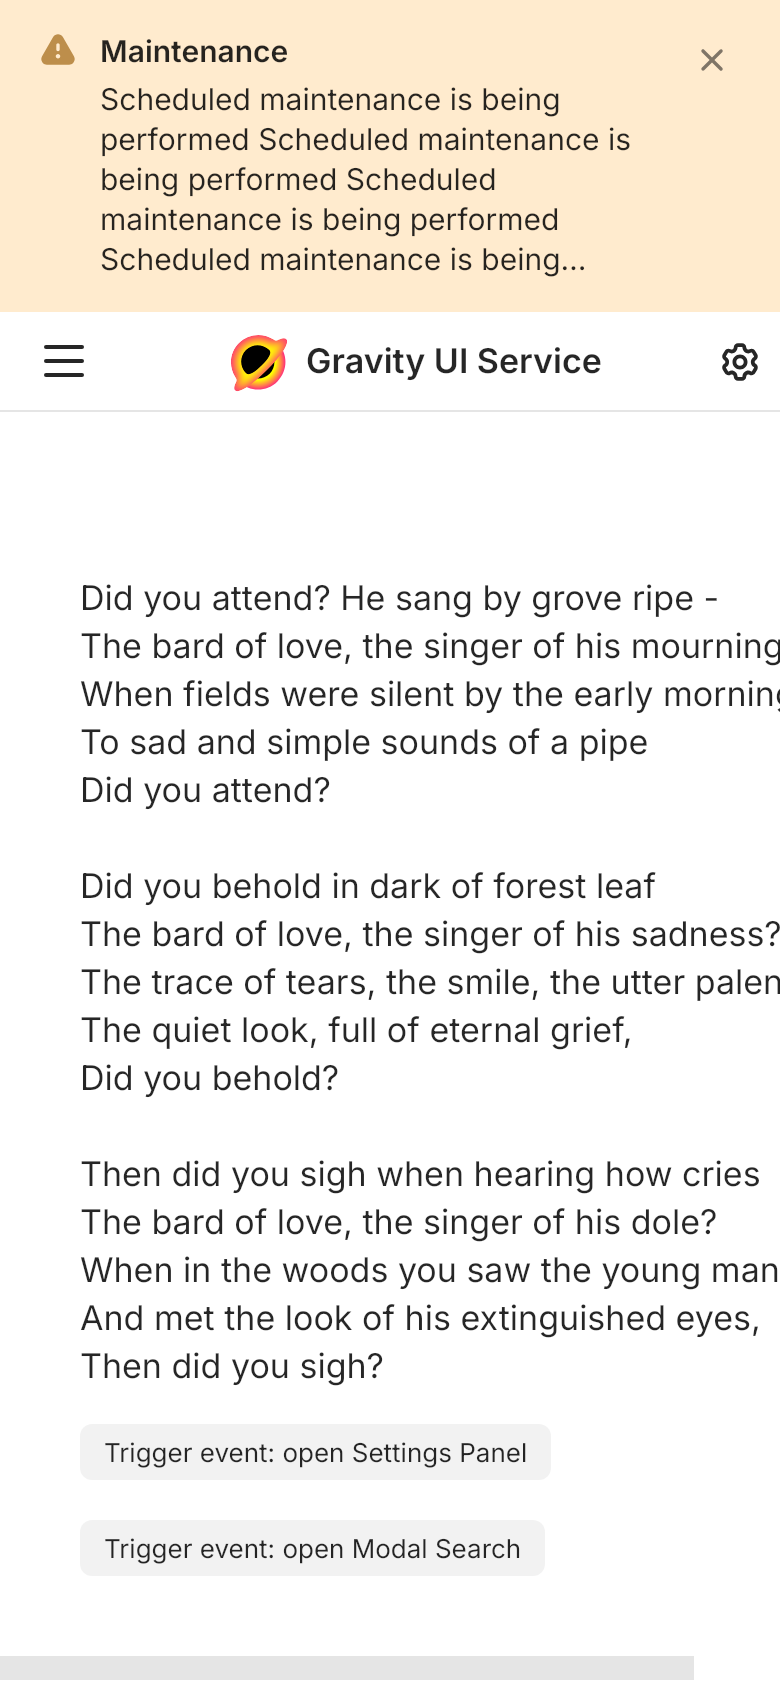 Maintenance
Scheduled maintenance is being
performed Scheduled maintenance is
being performed Scheduled
maintenance is being performed
Scheduled maintenance is being...
Gravity UI Service
Did you attend? He sang by grove ripe -
The bard of love, the singer of his mourning
When fields were silent by the early morning
To sad and simple sounds of a pipe
Did you attend?
Did you behold in dark of forest leaf
The bard of love, the singer of his sadness?
The trace of tears, the smile, the utter palen
The quiet look, full of eternal grief,
Did you behold?
Then did you sigh when hearing how cries
The bard of love, the singer of his dole?
When in the woods you saw the young man
And met the look of his extinguished eyes,
Then did you sigh?
Trigger event: open Settings Panel
Trigger event: open Modal Search